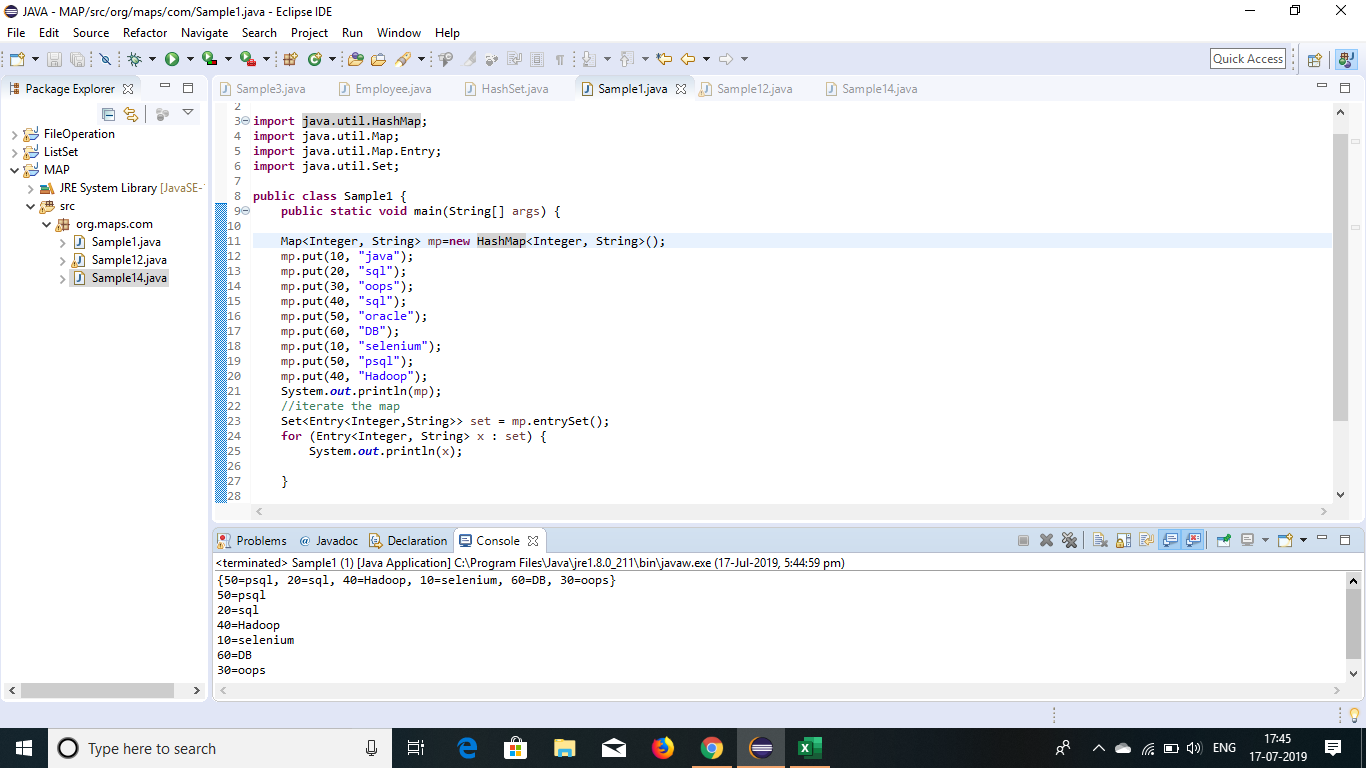 JAVA - MAP/src/org/maps/com/Sample1.java - Eclipse IDE
File Edit Source Refactor Navigate Search Project Run Window Help
Quick Access
Package Explorer
Sample3.java Employee.java HashSet.java Sample1.java Sample12.java Sample14.java
FileOperation
ListSet
MAP
JRE System Library [JavaSE-
src
org.maps.com
Sample1.java
Sample12.java
Sample14.java
2
3 import java.util.HashMap;
4 import java.util.Map;
5 import java.util.Map.Entry;
6 import java.util.Set;
7
8 public class Sample1 {
9 public static void main(String[] args) {
10
11 Map<Integer, String> mp=new HashMap<Integer, String>();
12 mp.put(10, "java");
13 mp.put(20, "sql");
14 mp.put(30, "oops");
15 mp.put(40, "sql");
16 mp.put(50, "oracle");
17 mp.put(60, "DB");
18 mp.put(10, "selenium");
19 mp.put(50, "psql");
20 mp.put(40, "Hadoop");
21 System.out.println(mp);
22 //iterate the map
23 Set<Entry<Integer,String>> set = mp.entrySet();
24 for (Entry<Integer, String> x : set) {
25 System.out.println(x);
26
27 }
28
Problems Javadoc Declaration Console
<terminated> Sample1 (1) [Java Application] C:\Program Files\Java\jre1.8.0_211\bin\javaw.exe (17-Jul-2019, 5:44:59 pm)
{50=psql, 20=sql, 40=Hadoop, 10=selenium, 60=DB, 30=oops}
50=psql
20=sql
40=Hadoop
10=selenium
60=DB
30=oops
Type here to search
ENG
17:45
17-07-2019